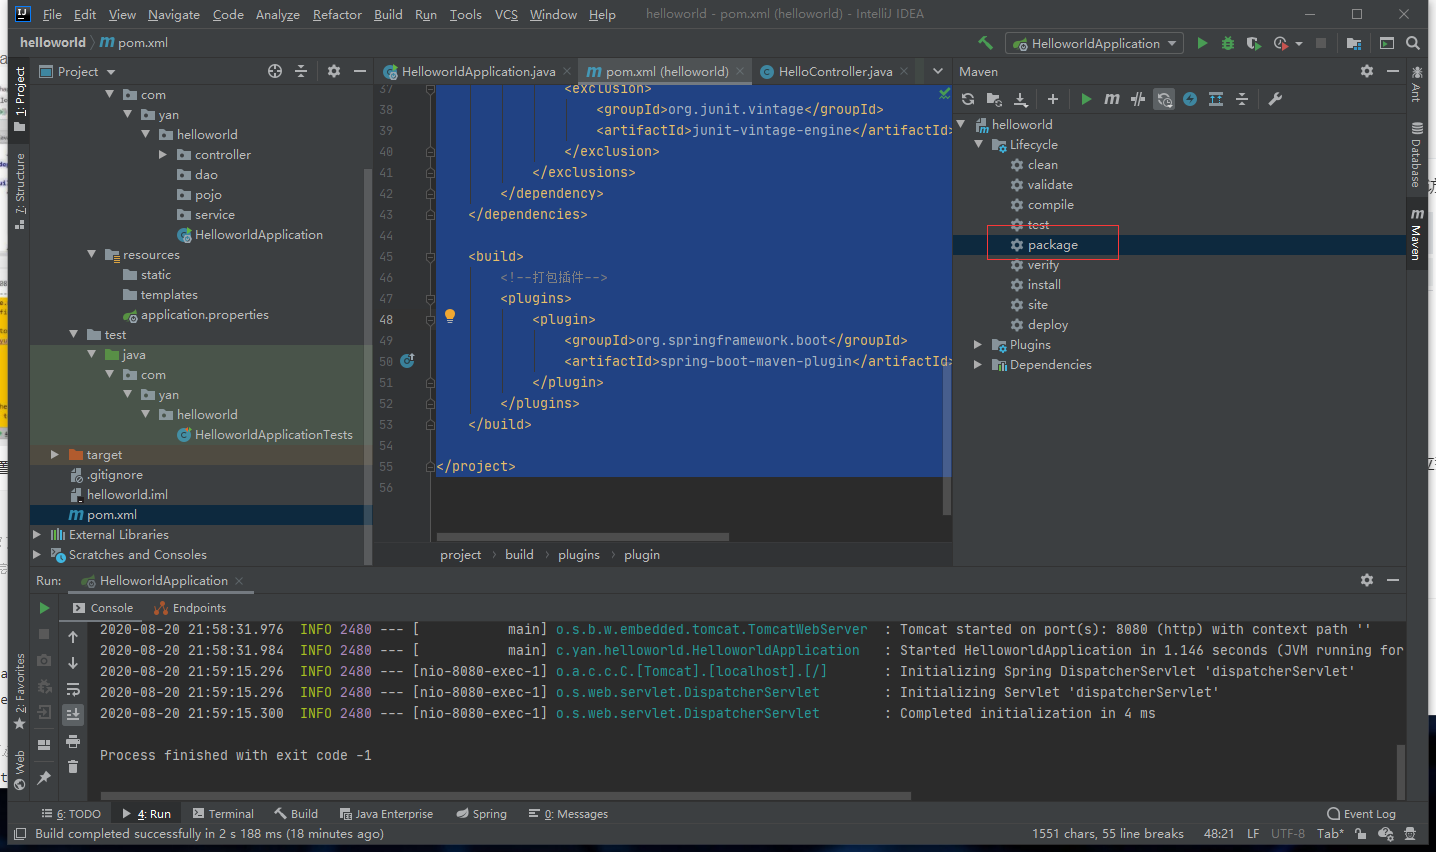 File Edit View Navigate Code Analyze Refactor Build Run Tools VCS Window Help helloworld - pom.xml (helloworld) - IntelliJ IDEA
helloworld pom.xml HelloworldApplication
Project HelloworldApplication.java pom.xml (helloworld) HelloController.java Maven
1: Project
7: Structure
2: Favorites
Web
com
yan
helloworld
controller
dao
pojo
service
HelloworldApplication
resources
static
templates
application.properties
test
java
com
yan
helloworld
HelloworldApplicationTests
target
.gitignore
helloworld.iml
pom.xml
External Libraries
Scratches and Consoles
37 <exclusion>
38 <groupId>org.junit.vintage</groupId>
39 <artifactId>junit-vintage-engine</artifactId>
40 </exclusion>
41 </exclusions>
42 </dependency>
43 </dependencies>
44
45 <build>
46 <!--打包插件-->
47 <plugins>
48 <plugin>
49 <groupId>org.springframework.boot</groupId>
50 <artifactId>spring-boot-maven-plugin</artifactId>
51 </plugin>
52 </plugins>
53 </build>
54
55 </project>
56
project build plugins plugin
helloworld
Lifecycle
clean
validate
compile
test
package
verify
install
site
deploy
Plugins
Dependencies
Ant
Database
Maven
Run: HelloworldApplication
Console Endpoints
2020-08-20 21:58:31.976 INFO 2480 --- [ main] o.s.b.w.embedded.tomcat.TomcatWebServer : Tomcat started on port(s): 8080 (http) with context path ''
2020-08-20 21:58:31.984 INFO 2480 --- [ main] c.yan.helloworld.HelloworldApplication : Started HelloworldApplication in 1.146 seconds (JVM running for
2020-08-20 21:59:15.296 INFO 2480 --- [nio-8080-exec-1] o.a.c.c.C.[Tomcat].[localhost].[/] : Initializing Spring DispatcherServlet 'dispatcherServlet'
2020-08-20 21:59:15.296 INFO 2480 --- [nio-8080-exec-1] o.s.web.servlet.DispatcherServlet : Initializing Servlet 'dispatcherServlet'
2020-08-20 21:59:15.300 INFO 2480 --- [nio-8080-exec-1] o.s.web.servlet.DispatcherServlet : Completed initialization in 4 ms
Process finished with exit code -1
6: TODO 4: Run Terminal Build Java Enterprise Spring 0: Messages Event Log
Build completed successfully in 2 s 188 ms (18 minutes ago) 1551 chars, 55 line breaks 48:21 LF UTF-8 Tab*